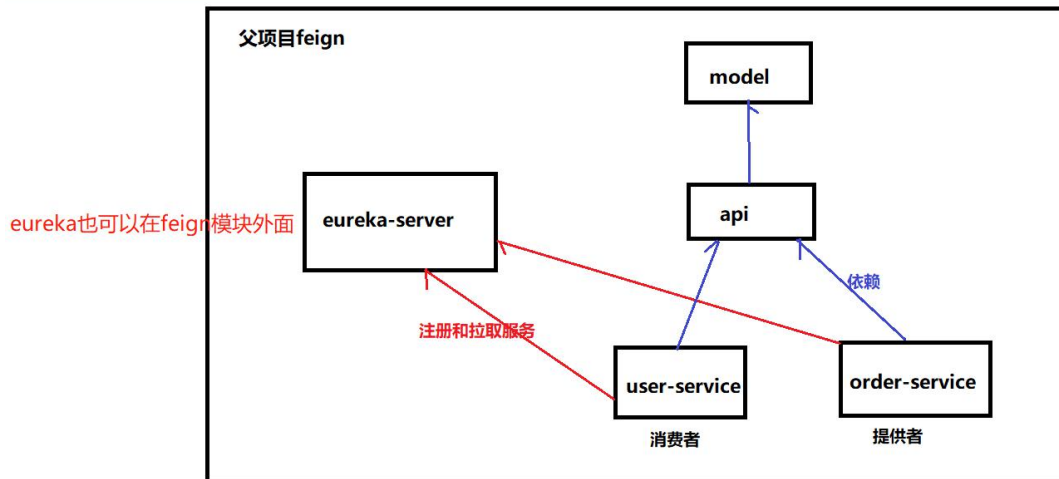 父项目feign
model
eureka也可以在feign模块外面
eureka-server
api
依赖
注册和拉取服务
user-service
order-service
消费者
提供者